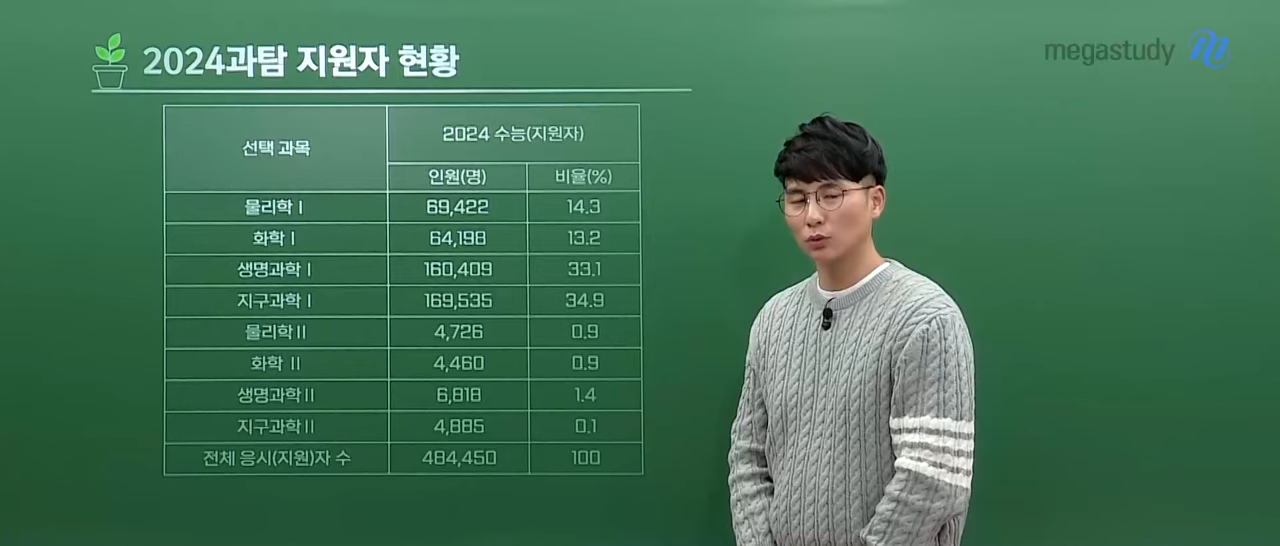 2024과탐 지원자 현황
megastudy
선택 과목 2024 수능(지원자)
인원(명) 비율(%)
물리학 I 69,422 14.3
화학 I 64,198 13.2
생명과학 I 160,409 33.1
지구과학 I 169,535 34.9
물리학 II 4,726 0.9
화학 II 4,460 0.9
생명과학 II 6,818 1.4
지구과학 II 4,885 0.1
전체 응시(지원)자 수 484,450 100